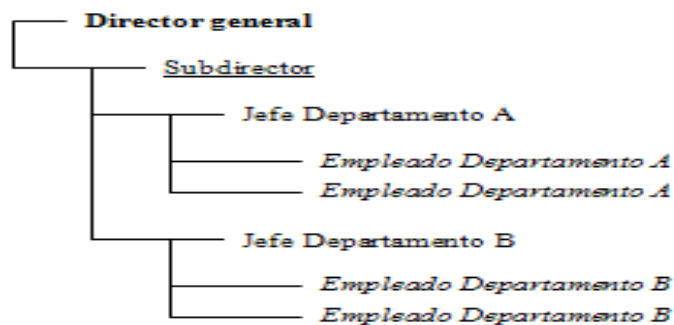 Director general
Subdirector
Jefe Departamento A
Empleado Departamento A
Empleado Departamento A
Jefe Departamento B
Empleado Departamento B
Empleado Departamento B